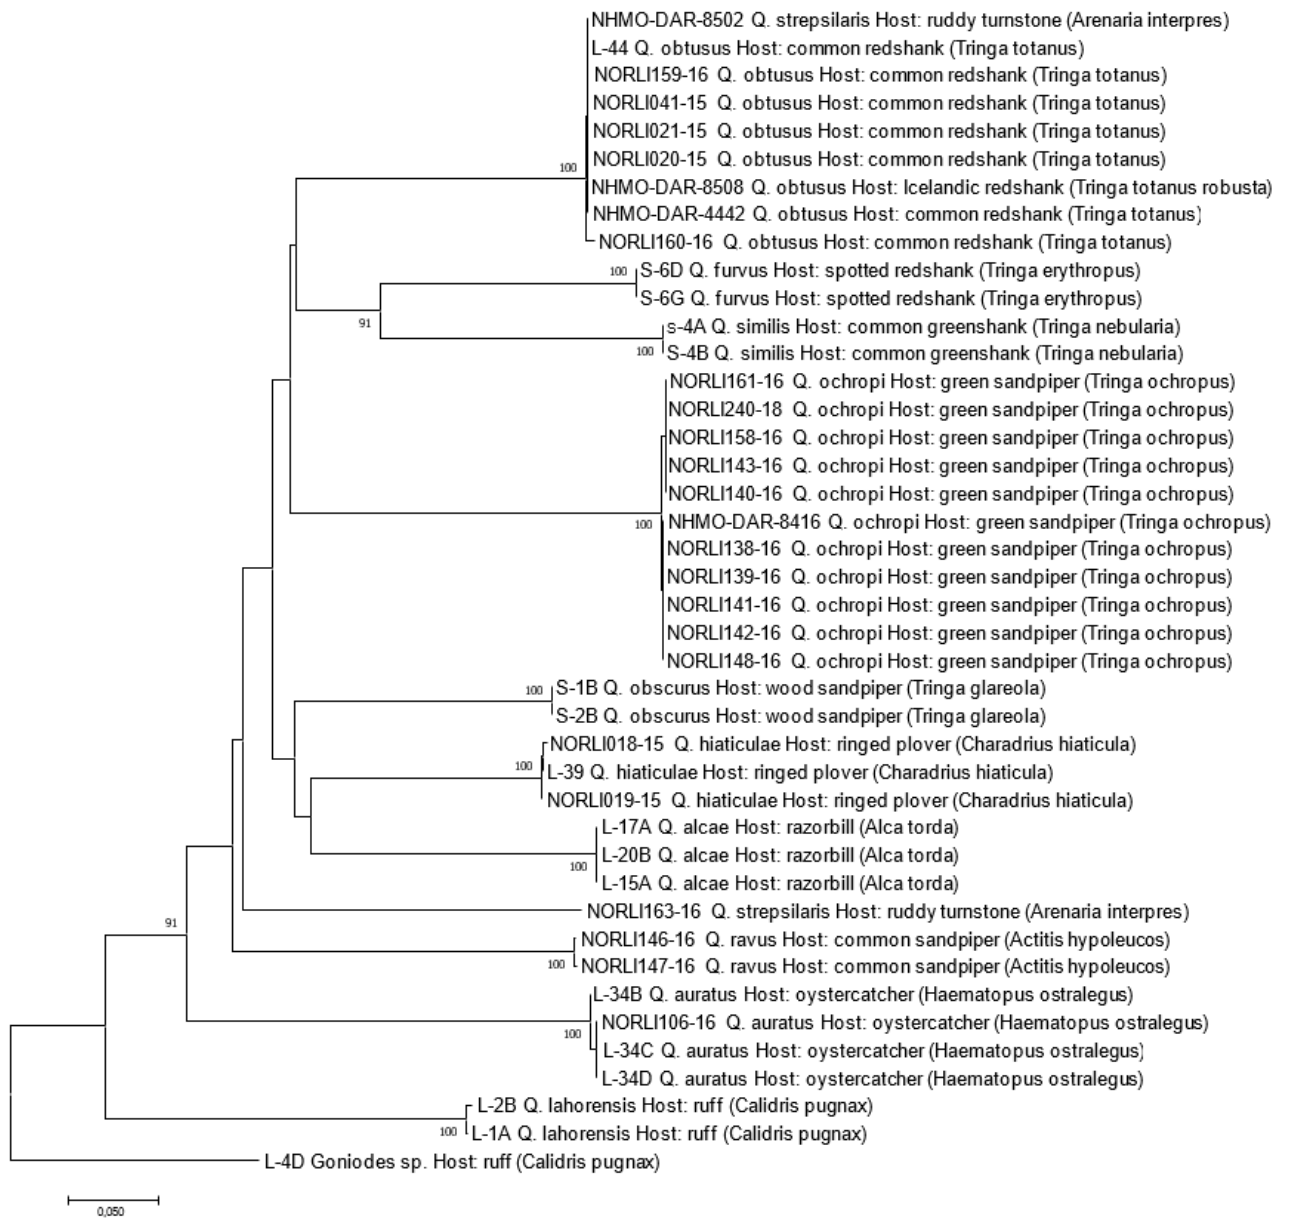 NHMO-DAR-8502 Q. strepsilaris Host: ruddy turnstone (Arenaria interpres)
L-44 Q. obtusus Host: common redshank (Tringa totanus)
NORLI159-16 Q. obtusus Host: common redshank (Tringa totanus)
NORLI041-15 Q. obtusus Host: common redshank (Tringa totanus)
NORLI021-15 Q. obtusus Host: common redshank (Tringa totanus)
NORLI020-15 Q. obtusus Host: common redshank (Tringa totanus)
100
NHMO-DAR-8508 Q. obtusus Host: Icelandic redshank (Tringa totanus robusta)
NHMO-DAR-4442 Q. obtusus Host: common redshank (Tringa totanus)
NORLI160-16 Q. obtusus Host: common redshank (Tringa totanus)
100 S-6D Q. furvus Host: spotted redshank (Tringa erythropus)
S-6G Q. furvus Host: spotted redshank (Tringa erythropus)
91
s-4A Q. similis Host: common greenshank (Tringa nebularia)
100 S-4B Q. similis Host: common greenshank (Tringa nebularia)
NORLI161-16 Q. ochropi Host: green sandpiper (Tringa ochropus)
NORLI240-18 Q. ochropi Host: green sandpiper (Tringa ochropus)
NORLI158-16 Q. ochropi Host: green sandpiper (Tringa ochropus)
NORLI143-16 Q. ochropi Host: green sandpiper (Tringa ochropus)
NORLI140-16 Q. ochropi Host: green sandpiper (Tringa ochropus)
100 NHMO-DAR-8416 Q. ochropi Host: green sandpiper (Tringa ochropus)
NORLI138-16 Q. ochropi Host: green sandpiper (Tringa ochropus)
NORLI139-16 Q. ochropi Host: green sandpiper (Tringa ochropus)
NORLI141-16 Q. ochropi Host: green sandpiper (Tringa ochropus)
NORLI142-16 Q. ochropi Host: green sandpiper (Tringa ochropus)
NORLI148-16 Q. ochropi Host: green sandpiper (Tringa ochropus)
100 S-1B Q. obscurus Host: wood sandpiper (Tringa glareola)
S-2B Q. obscurus Host: wood sandpiper (Tringa glareola)
NORLI018-15 Q. hiaticulae Host: ringed plover (Charadrius hiaticula)
100 L-39 Q. hiaticulae Host: ringed plover (Charadrius hiaticula)
NORLI019-15 Q. hiaticulae Host: ringed plover (Charadrius hiaticula)
L-17A Q. alcae Host: razorbill (Alca torda)
L-20B Q. alcae Host: razorbill (Alca torda)
100
L-15A Q. alcae Host: razorbill (Alca torda)
NORLI163-16 Q. strepsilaris Host: ruddy turnstone (Arenaria interpres)
91
NORLI146-16 Q. ravus Host: common sandpiper (Actitis hypoleucos)
100 NORLI147-16 Q. ravus Host: common sandpiper (Actitis hypoleucos)
L-34B Q. auratus Host: oystercatcher (Haematopus ostralegus)
NORLI106-16 Q. auratus Host: oystercatcher (Haematopus ostralegus)
100
L-34C Q. auratus Host: oystercatcher (Haematopus ostralegus)
L-34D Q. auratus Host: oystercatcher (Haematopus ostralegus)
L-2B Q. lahorensis Host: ruff (Calidris pugnax)
100 L-1A Q. lahorensis Host: ruff (Calidris pugnax)
L-4D Goniodes sp. Host: ruff (Calidris pugnax)
0,050